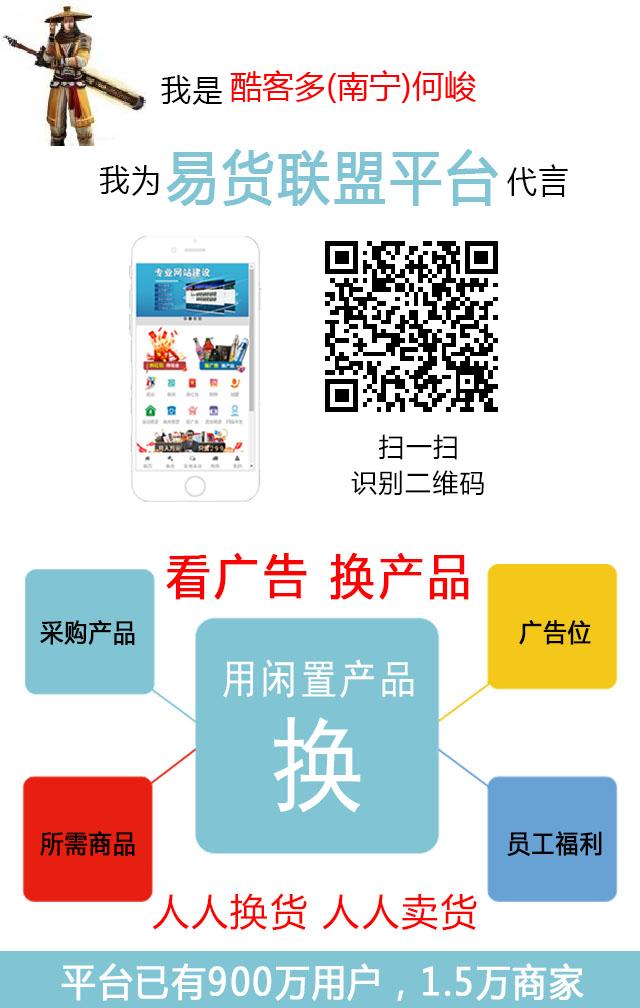 我是 酷客多(南宁)何峻
我为 易货联盟平台 代言
专业网站建设
扫一扫
识别二维码
看广告 换产品
采购产品
广告位
用闲置产品
换
所需商品
员工福利
人人换货 人人卖货
平台已有900万用户，1.5万商家